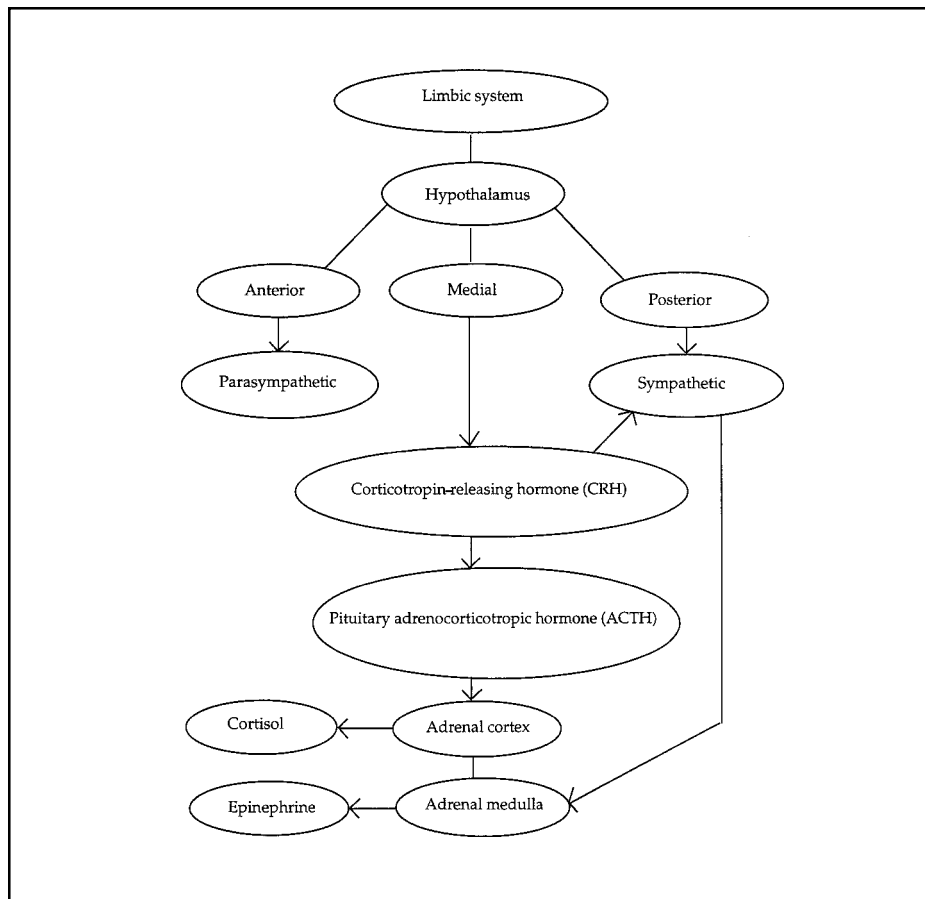 Limbic system
Hypothalamus
Anterior
Medial
Posterior
Parasympathetic
Sympathetic
Corticotropin-releasing hormone (CRH)
Pituitary adrenocorticotropic hormone (ACTH)
Cortisol
Adrenal cortex
Epinephrine
Adrenal medulla